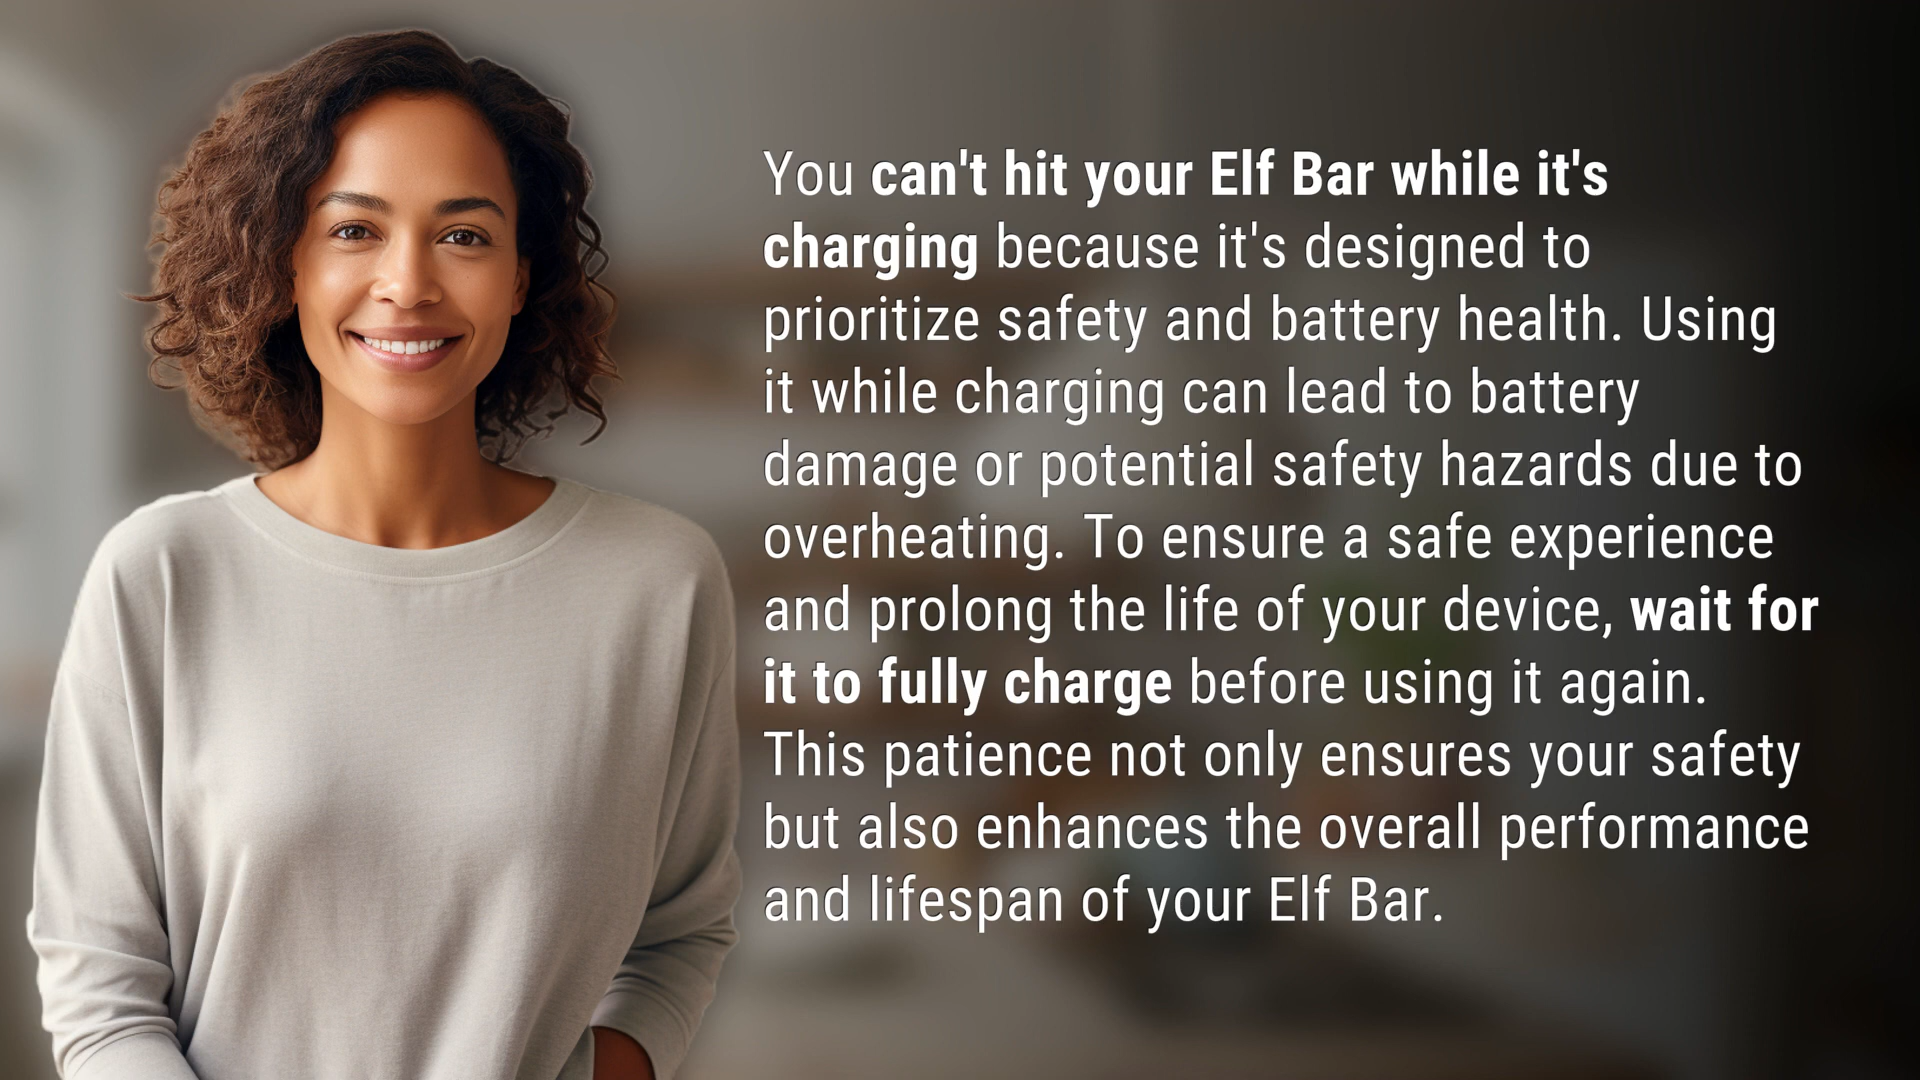 You can't hit your Elf Bar while it's
charging because it's designed to
prioritize safety and battery health. Using
it while charging can lead to battery
damage or potential safety hazards due to
overheating. To ensure a safe experience
and prolong the life of your device, wait for
it to fully charge before using it again.
This patience not only ensures your safety
but also enhances the overall performance
and lifespan of your Elf Bar.